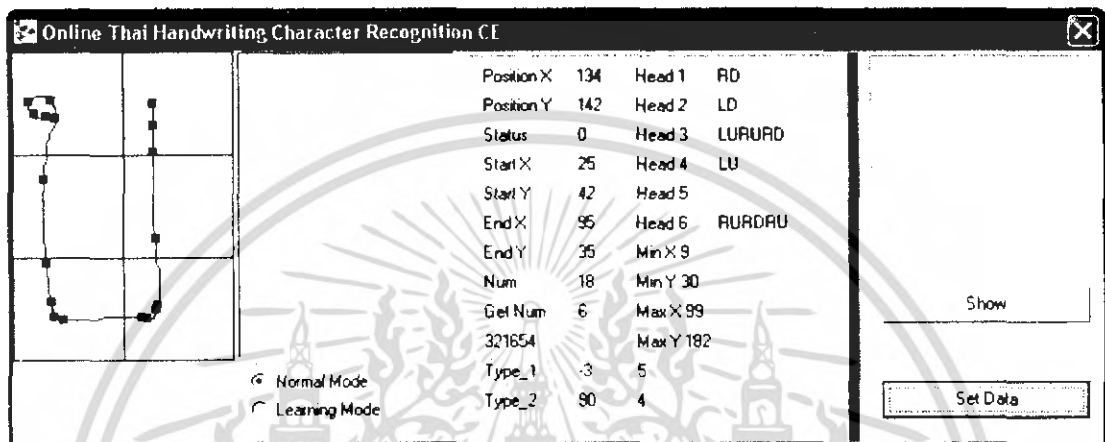 Online Thai Handwriting Character Recognition CE
Position X 134 Head 1 RD
Position Y 142 Head 2 LD
Status 0 Head 3 LURURD
Start X 25 Head 4 LU
Start Y 42 Head 5
End X 95 Head 6 RURDRU
End Y 35 Min X 9
Num 18 Min Y 30
Get Num 6 Max X 99
321654 Max Y 192
Type_1 -3 5
Type_2 90 4
Normal Mode
Learning Mode
Show
Set Data